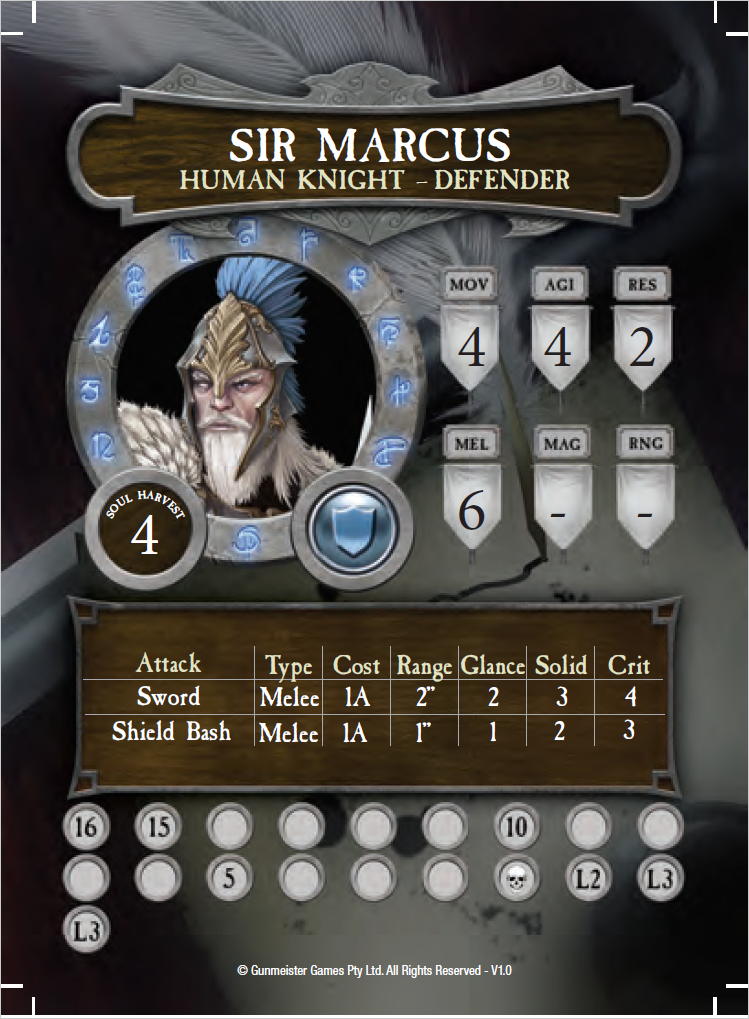 SIR MARCUS
HUMAN KNIGHT – DEFENDER
MOV AGI RES
4 4 2
MEL MAG RNG
6 - -
SOUL HARVEST
4
Attack Type Cost Range Glance Solid Crit
Sword Melee 1A 2” 2 3 4
Shield Bash Melee 1A 1” 1 2 3
16 15 10
5 L2 L3
L3
© Gunmeister Games Pty Ltd. All Rights Reserved - V1.0